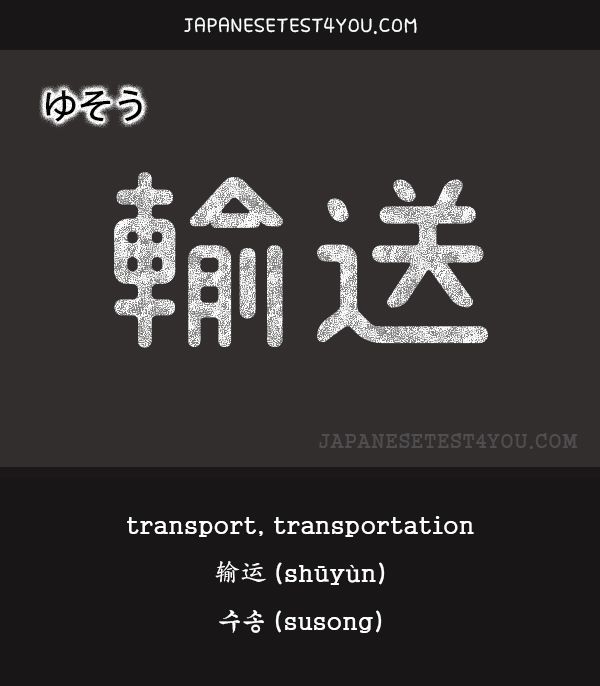 JAPANESETEST4YOU.COM
ゆそう
輸送
JAPANESETEST4YOU.COM
transport, transportation
输运 (shūyùn)
수송 (susong)